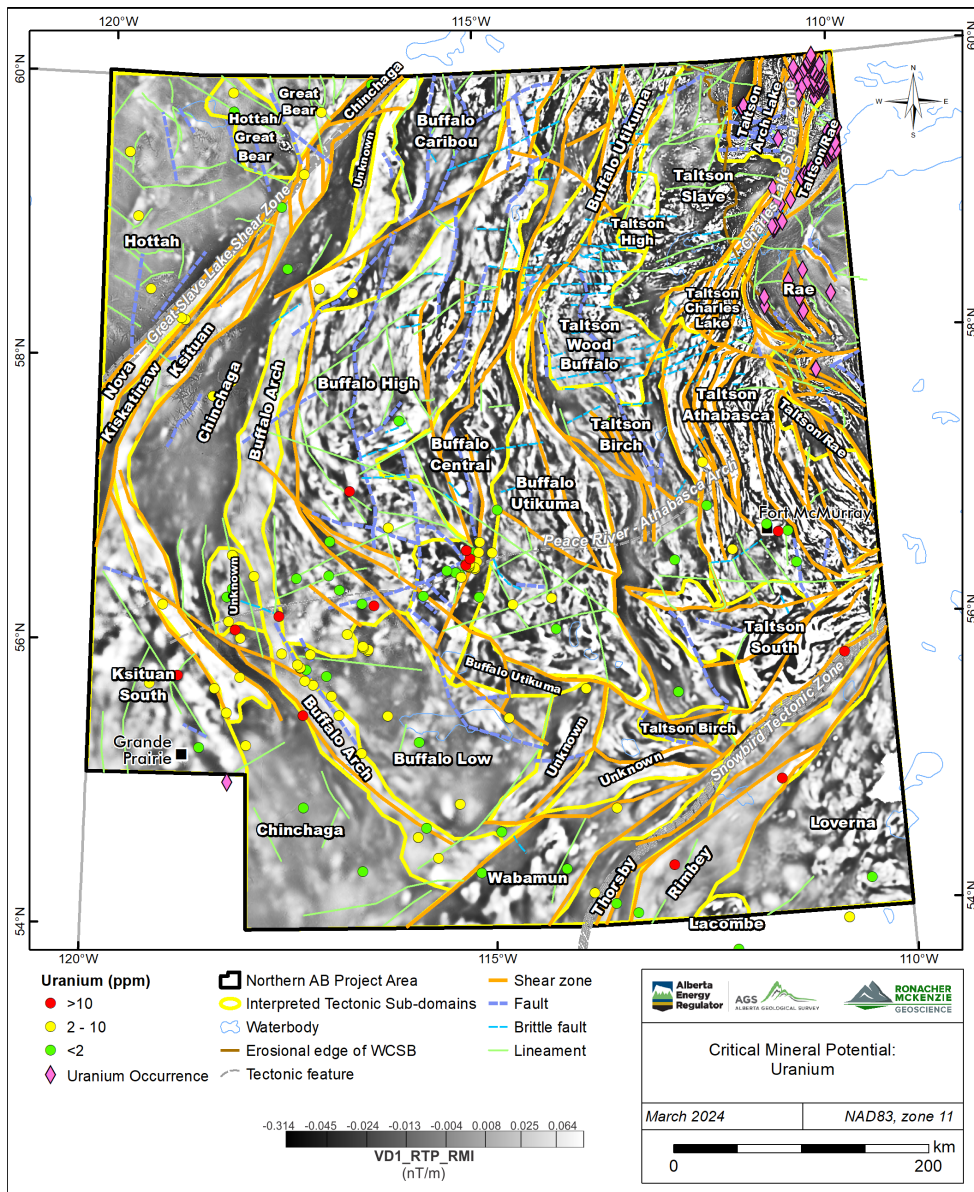 120°W
115°W
110°W
60°N
60°N
Great
Bear
Chinchaga
Hottah/
Great
Bear
Unknown
Buffalo
Caribou
Buffalo Utikuma
Taltson
Arch Lake
Charles Lake Shear Zone
Taltson/Rae
Taltson
Slave
Taltson
High
Hottah
Great Slave Lake Shear Zone
Rae
Taltson
Charles
Lake
58°N
58°N
Nova
Kiskatinaw
Ksituan
Chinchaga
Buffalo Arch
Buffalo High
Taltson
Wood
Buffalo
Taltson
Athabasca
Taltson/Rae
Taltson
Birch
Buffalo
Central
Buffalo
Utikuma
Peace River
Athabasca Arch
Fort McMurray
Unknown
56°N
56°N
Taltson
South
Ksituan
South
Buffalo Utikuma
Taltson Birch
Snowbird Tectonic Zone
Grande
Prairie
Buffalo Arch
Buffalo Low
Unknown
Unknown
Chinchaga
Loverna
Wabamun
Thorsby
Rimbey
Lacombe
54°N
54°N
120°W
115°W
110°W
N
W
E
S
Uranium (ppm)
>10
2 - 10
<2
Uranium Occurrence
Northern AB Project Area
Interpreted Tectonic Sub-domains
Waterbody
Erosional edge of WCSB
Tectonic feature
Shear zone
Fault
Brittle fault
Lineament
-0.314 -0.045 -0.024 -0.013 -0.004 0.008 0.025 0.064
VD1_RTP_RMI
(nT/m)
Alberta
Energy
Regulator
AGS
ALBERTA GEOLOGICAL SURVEY
RONACHER
MCKENZIE
GEOSCIENCE
Critical Mineral Potential:
Uranium
March 2024
NAD83, zone 11
km
0
200